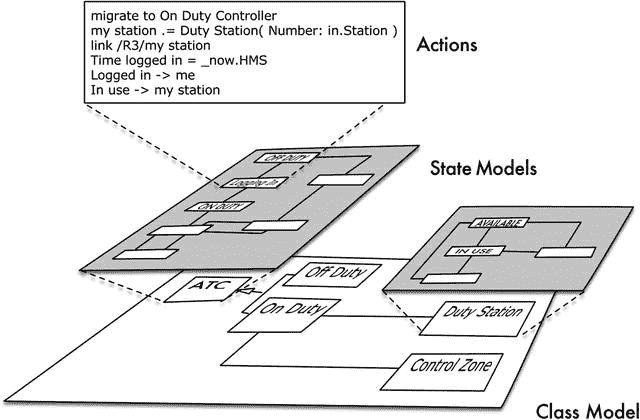 migrate to On Duty Controller
my station .= Duty Station( Number: in.Station )
link /R3/my station
Time logged in = _now.HMS
Logged in -> me
In use -> my station
Actions
State Models
OFF DUTY
Logging In
ON DUTY
AVAILABLE
IN USE
ATC
Off Duty
On Duty
Duty Station
Control Zone
Class Model